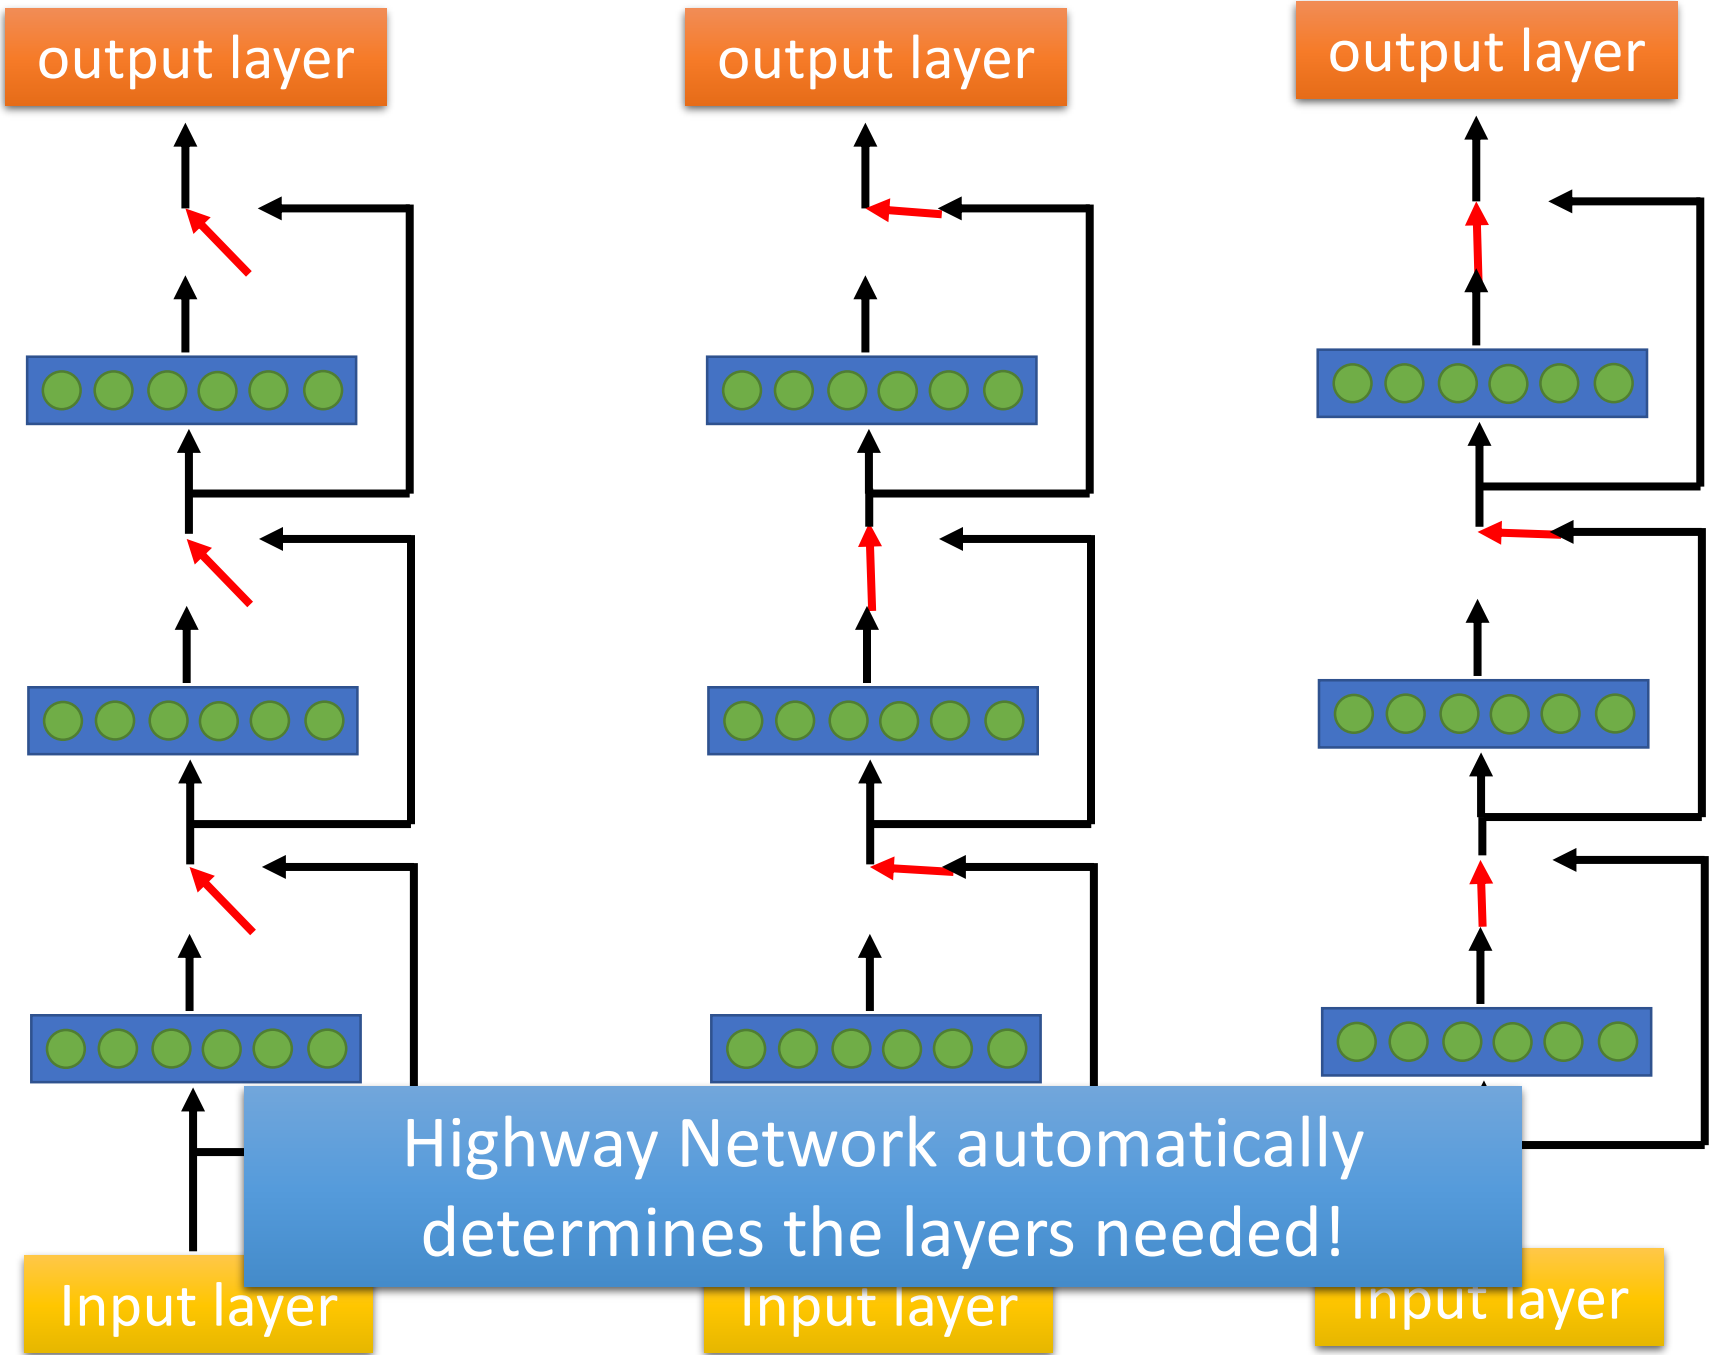 output layer
output layer
output layer
Highway Network automatically
determines the layers needed!
Input layer
Input layer
Input layer